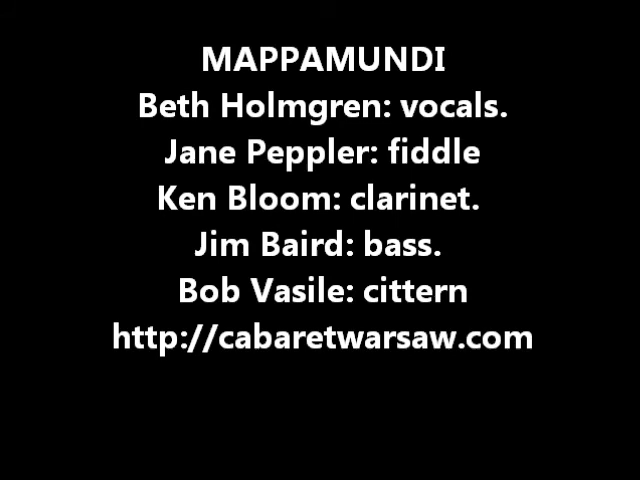 MAPPAMUNDI
Beth Holmgren: vocals.
Jane Peppler: fiddle
Ken Bloom: clarinet.
Jim Baird: bass.
Bob Vasile: cittern
http://cabaretwarsaw.com